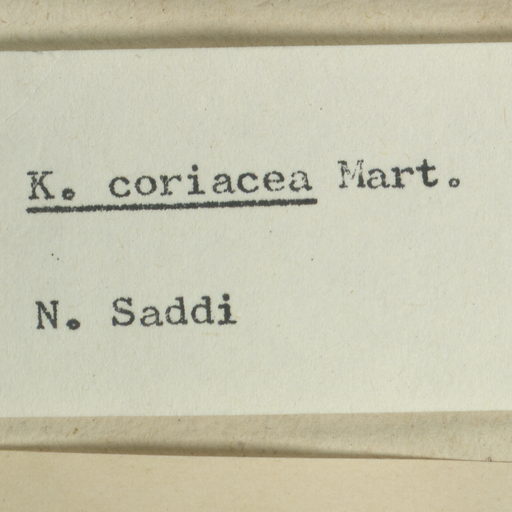 K. coriacea Mart.
N. Saddi